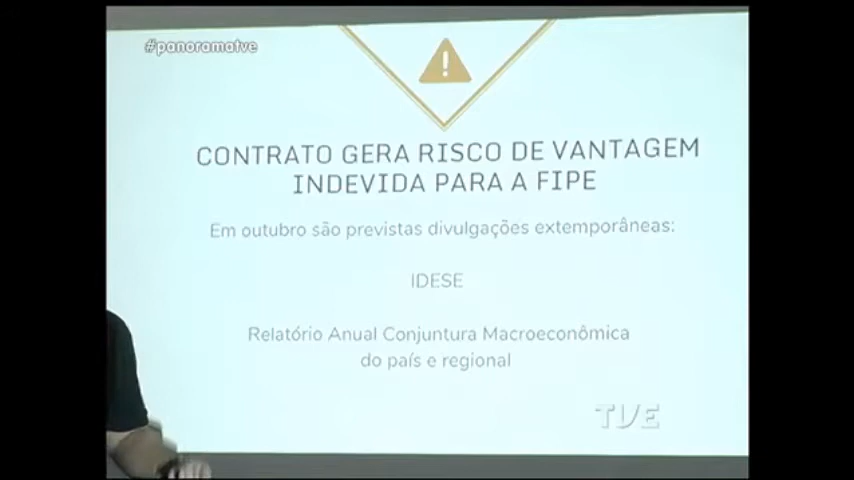 #panoramatve
!
CONTRATO GERA RISCO DE VANTAGEM
INDEVIDA PARA A FIPE
Em outubro são previstas divulgações extemporâneas:
IDESE
Relatório Anual Conjuntura Macroeconômica
do país e regional
TVE